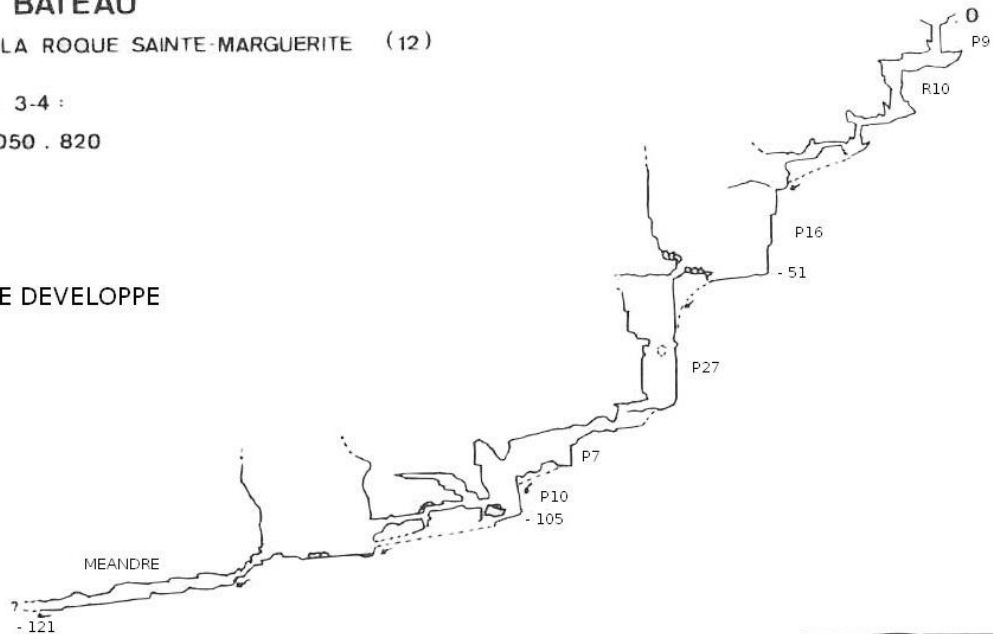 BATEAU
LA ROQUE SAINTE-MARGUERITE (12)
3-4 :
050 . 820
E DEVELOPPE
0
P9
R10
P16
- 51
P27
P7
P10
- 105
MEANDRE
?
- 121